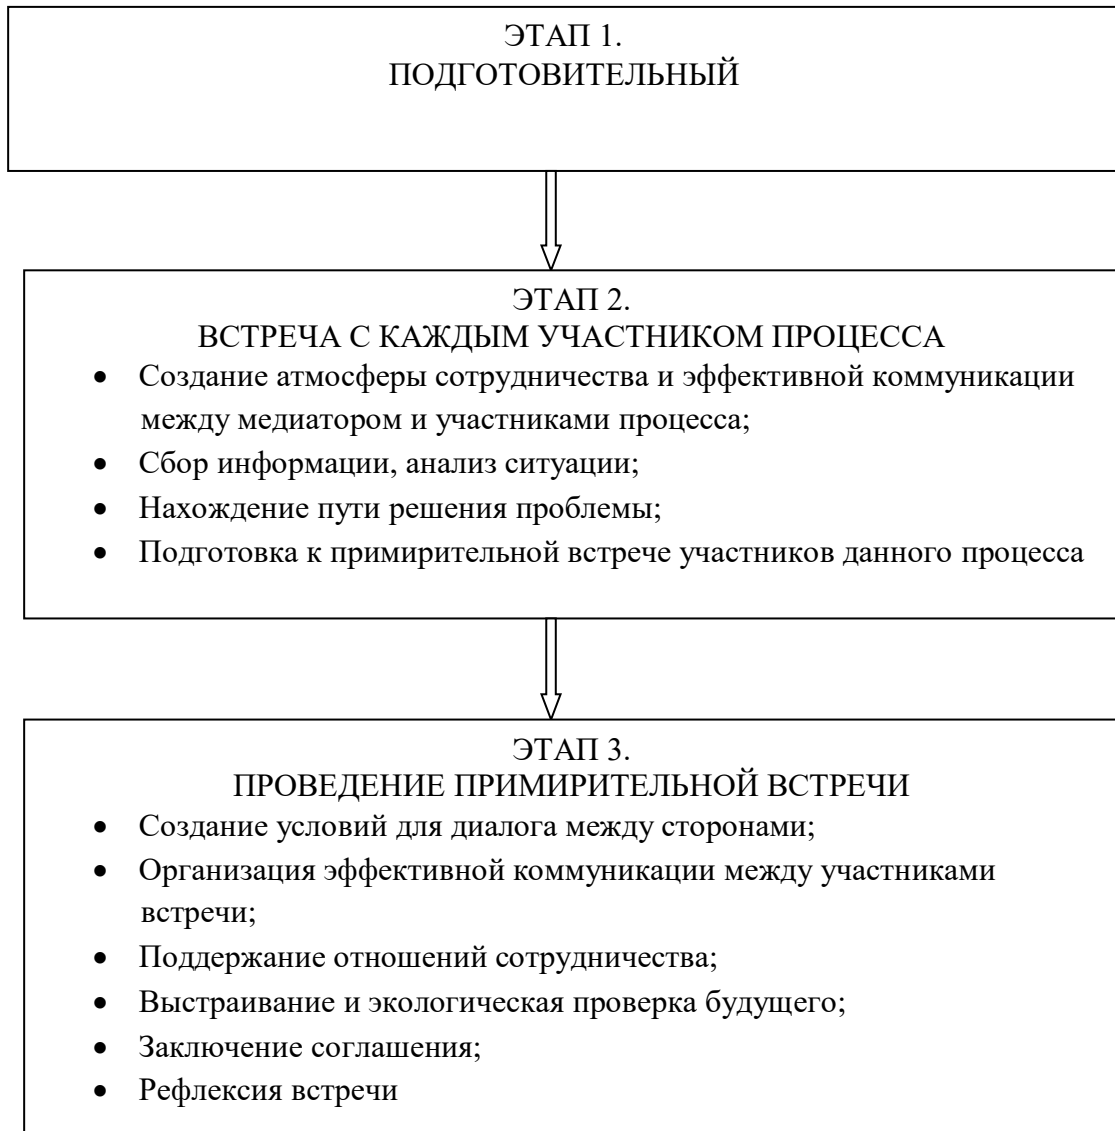 ЭТАП 1.
ПОДГОТОВИТЕЛЬНЫЙ
ЭТАП 2.
ВСТРЕЧА С КАЖДЫМ УЧАСТНИКОМ ПРОЦЕССА
• Создание атмосферы сотрудничества и эффективной коммуникации
между медиатором и участниками процесса;
• Сбор информации, анализ ситуации;
• Нахождение пути решения проблемы;
• Подготовка к примирительной встрече участников данного процесса
ЭТАП 3.
ПРОВЕДЕНИЕ ПРИМИРИТЕЛЬНОЙ ВСТРЕЧИ
• Создание условий для диалога между сторонами;
• Организация эффективной коммуникации между участниками
встречи;
• Поддержание отношений сотрудничества;
• Выстраивание и экологическая проверка будущего;
• Заключение соглашения;
• Рефлексия встречи